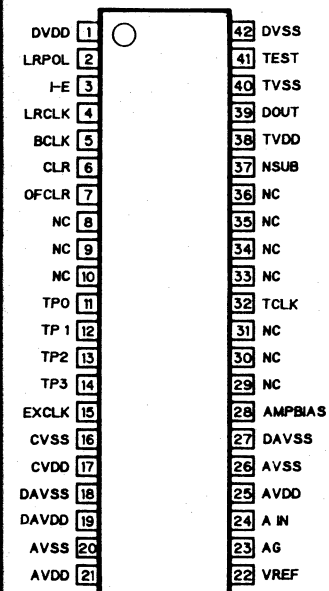 DVDD 1 42 DVSS
LRPOL 2 41 TEST
I-E 3 40 TVSS
LRCLK 4 39 DOUT
BCLK 5 38 TVDD
CLR 6 37 NSUB
OFCLR 7 36 NC
NC 8 35 NC
NC 9 34 NC
NC 10 33 NC
TP0 11 32 TCLK
TP 1 12 31 NC
TP2 13 30 NC
TP3 14 29 NC
EXCLK 15 28 AMPBIAS
CVSS 16 27 DAVSS
CVDD 17 26 AVSS
DAVSS 18 25 AVDD
DAVDD 19 24 A IN
AVSS 20 23 AG
AVDD 21 22 VREF